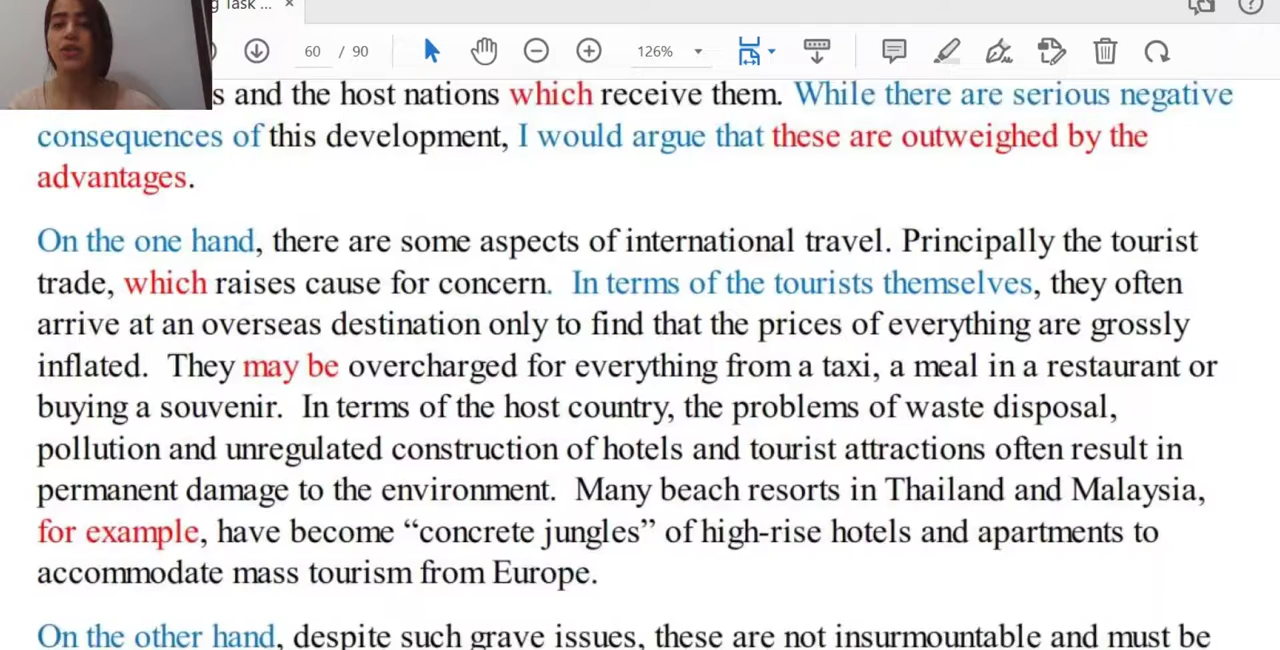 g Task ... ×
60 / 90 126%
s and the host nations which receive them. While there are serious negative
consequences of this development, I would argue that these are outweighed by the
advantages.
On the one hand, there are some aspects of international travel. Principally the tourist
trade, which raises cause for concern. In terms of the tourists themselves, they often
arrive at an overseas destination only to find that the prices of everything are grossly
inflated. They may be overcharged for everything from a taxi, a meal in a restaurant or
buying a souvenir. In terms of the host country, the problems of waste disposal,
pollution and unregulated construction of hotels and tourist attractions often result in
permanent damage to the environment. Many beach resorts in Thailand and Malaysia,
for example, have become “concrete jungles” of high-rise hotels and apartments to
accommodate mass tourism from Europe.
On the other hand, despite such grave issues, these are not insurmountable and must be